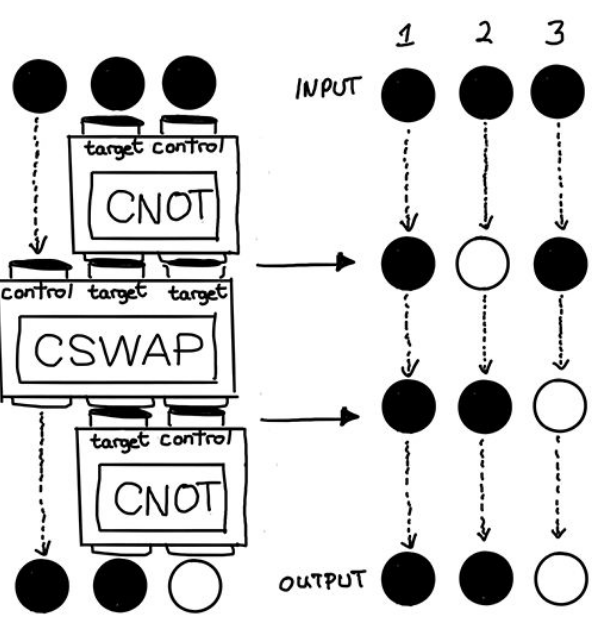 1 2 3
INPUT
target control
CNOT
control target target
CSWAP
target control
CNOT
OUTPUT